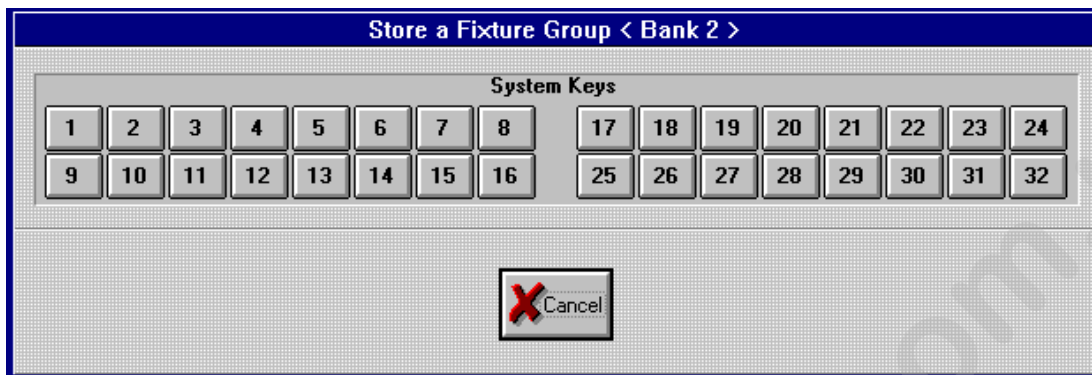 Store a Fixture Group < Bank 2 >
System Keys
1 2 3 4 5 6 7 8 17 18 19 20 21 22 23 24
9 10 11 12 13 14 15 16 25 26 27 28 29 30 31 32
Cancel